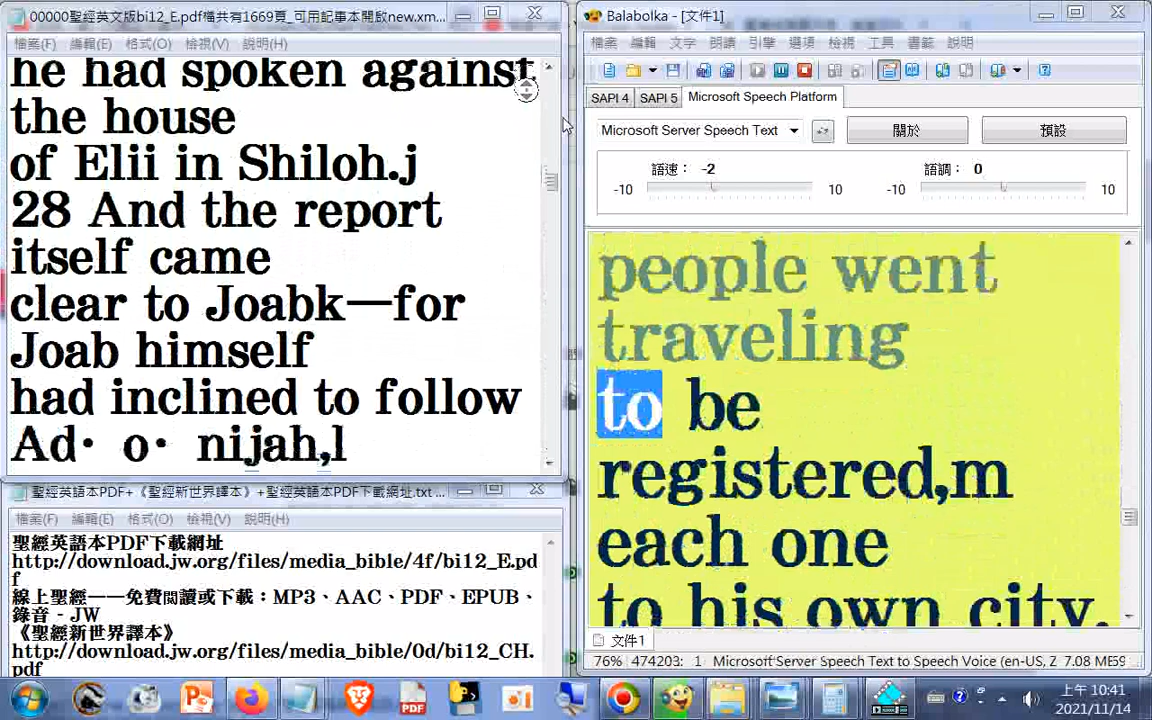 00000聖經英文版bi12_E.pdf檔共有1669頁_可用記事本開啟new.xm...
檔案(F) 編輯(E) 格式(O) 檢視(V) 說明(H)
he had spoken against
the house
of Elii in Shiloh.j
28 And the report
itself came
clear to Joabk—for
Joab himself
had inclined to follow
Ad· o· nijah,l
聖經英語本PDF+《聖經新世界譯本》+聖經英語本PDF下載網址.txt ...
檔案(F) 編輯(E) 格式(O) 檢視(V) 說明(H)
聖經英語本PDF下載網址
http://download.jw.org/files/media_bible/4f/bi12_E.pd
f
線上聖經——免費閱讀或下載：MP3、AAC、PDF、EPUB、
錄音 - JW
《聖經新世界譯本》
http://download.jw.org/files/media_bible/0d/bi12_CH.
pdf
Balabolka - [文件1]
檔案 編輯 文字 朗讀 引擎 選項 檢視 工具 書籤 說明
SAPI 4 SAPI 5 Microsoft Speech Platform
Microsoft Server Speech Text 關於 預設
語速： -2 語調： 0
-10 10 -10 10
people went
traveling
to be
registered,m
each one
to his own city.
文件1
76% 474203: 1 Microsoft Server Speech Text to Speech Voice (en-US, Z 7.08 ME59
上午 10:41
2021/11/14